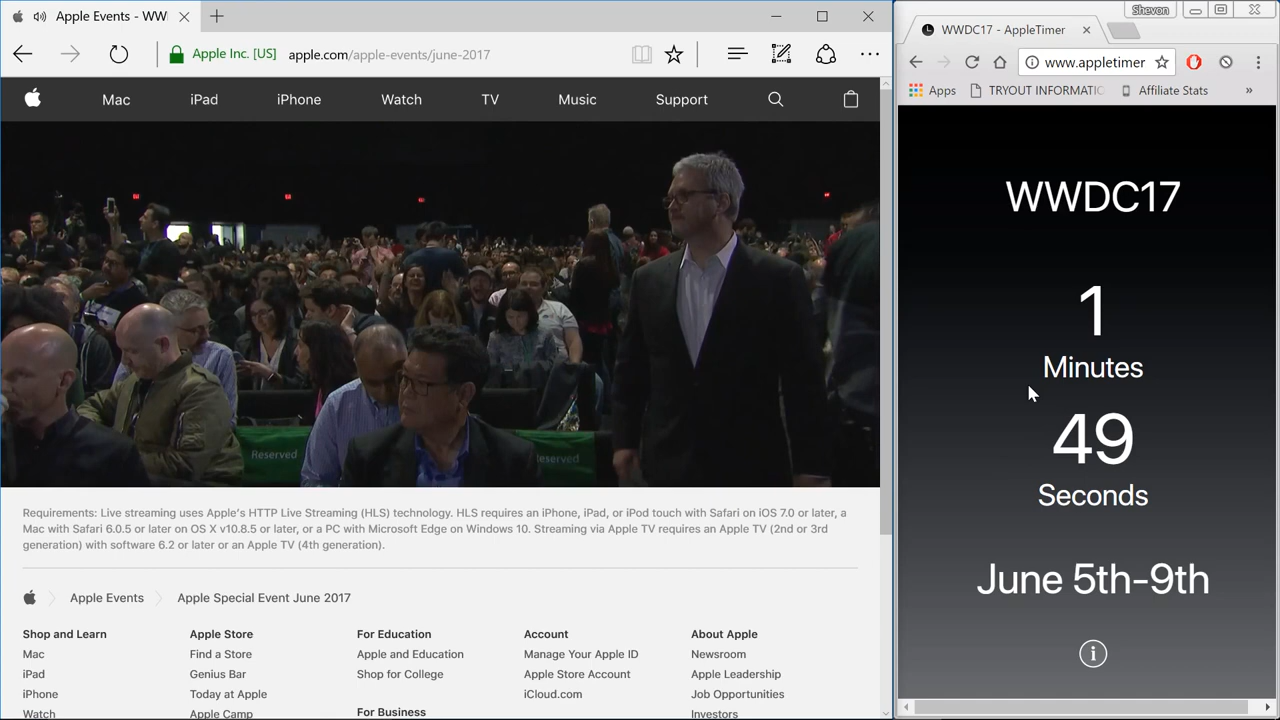 Apple Events - WW
Apple Inc. [US]
apple.com/apple-events/june-2017
Mac
iPad
iPhone
Watch
TV
Music
Support
Reserved
eserved
Requirements: Live streaming uses Apple's HTTP Live Streaming (HLS) technology. HLS requires an iPhone, iPad, or iPod touch with Safari on iOS 7.0 or later, a
Mac with Safari 6.0.5 or later on OS X v10.8.5 or later, or a PC with Microsoft Edge on Windows 10. Streaming via Apple TV requires an Apple TV (2nd or 3rd
generation) with software 6.2 or later or an Apple TV (4th generation).
Apple Events
Apple Special Event June 2017
Shop and Learn
Mac
iPad
iPhone
Watch
Apple Store
Find a Store
Genius Bar
Today at Apple
Apple Camp
For Education
Apple and Education
Shop for College
For Business
Account
Manage Your Apple ID
Apple Store Account
iCloud.com
About Apple
Newsroom
Apple Leadership
Job Opportunities
Investors
Shevon
WWDC17 - AppleTimer
www.appletimer
Apps
TRYOUT INFORMATIC
Affiliate Stats
WWDC17
1
Minutes
49
Seconds
June 5th-9th